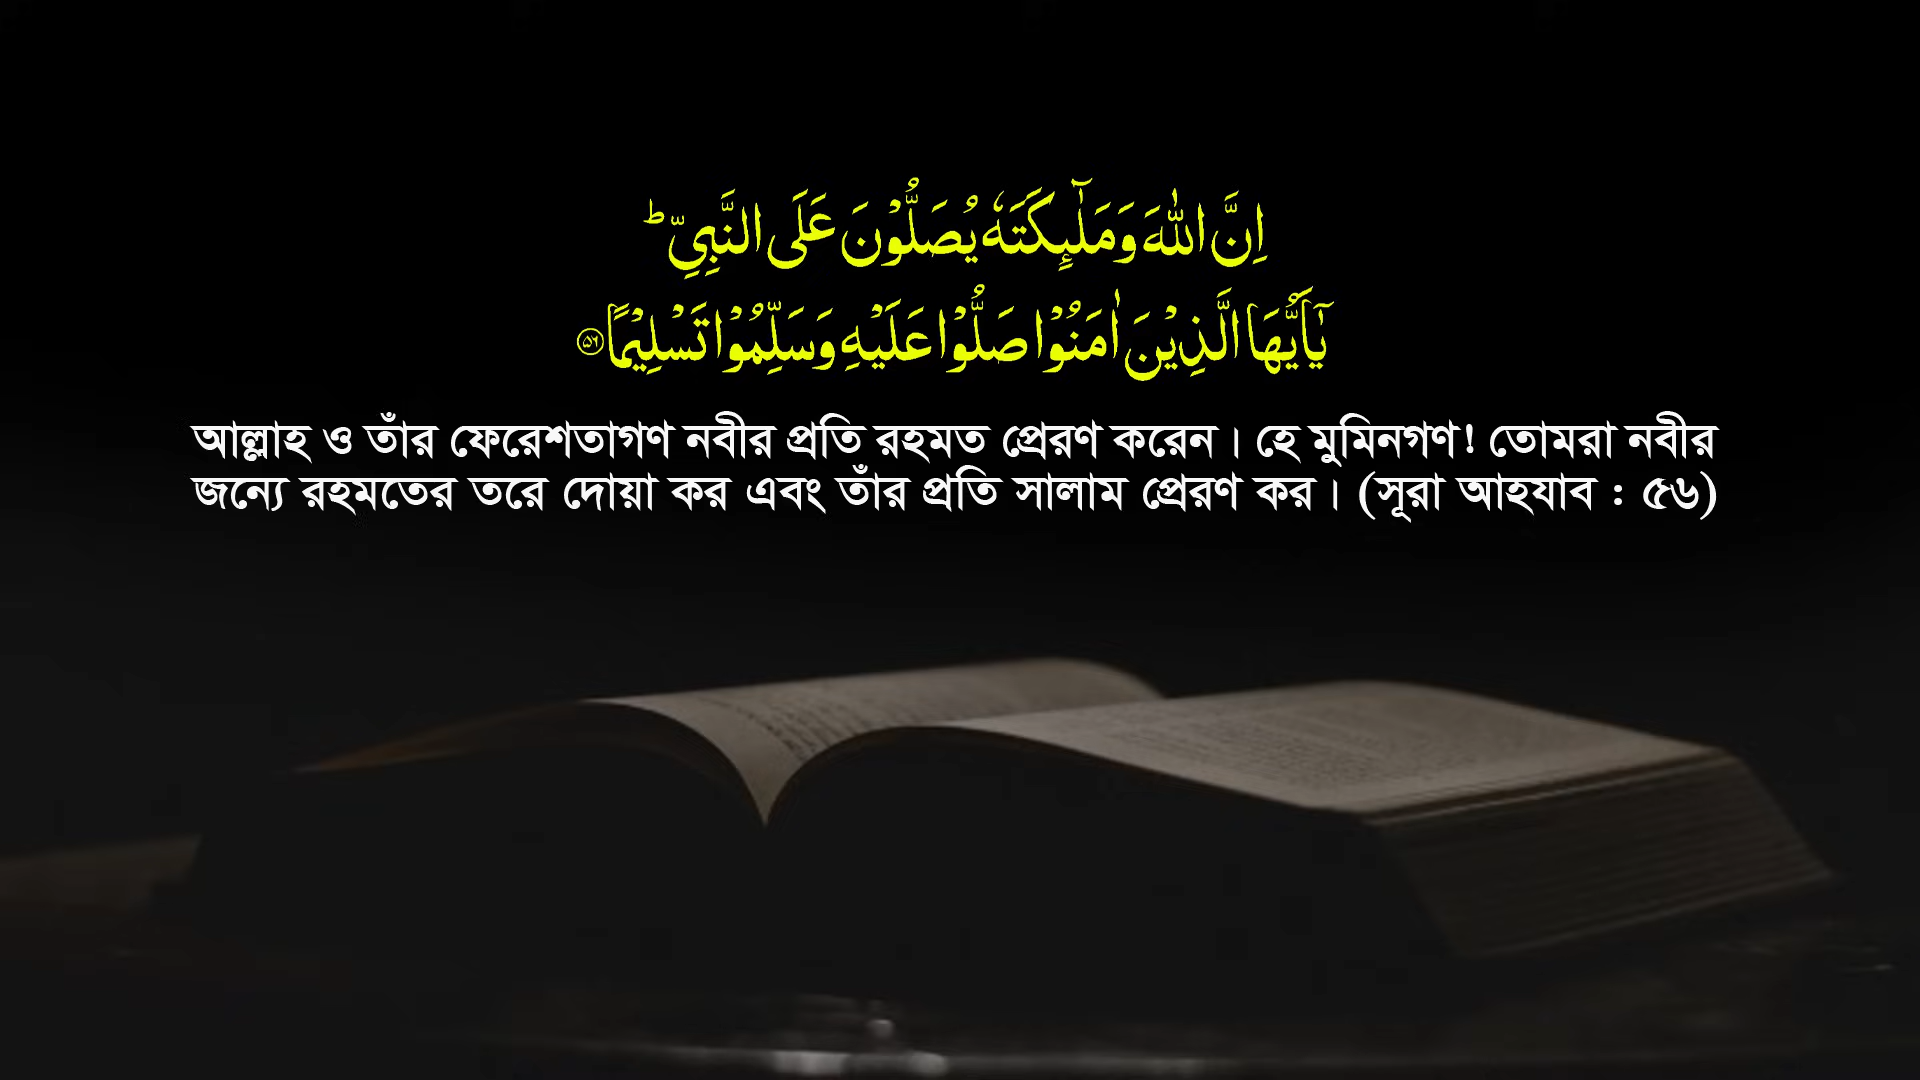 اِنَّ اللّٰهَ وَمَلٰٓئِكَتَهٗ يُصَلُّوْنَ عَلَى النَّبِىِّ ؕ
يٰٓاَيُّهَا الَّذِيْنَ اٰمَنُوْا صَلُّوْا عَلَيْهِ وَسَلِّمُوْا تَسْلِيْمًا ﴿۵۶﴾
আল্লাহ ও তাঁর ফেরেশতাগণ নবীর প্রতি রহমত প্রেরণ করেন। হে মুমিনগণ! তোমরা নবীর
জন্যে রহমতের তরে দোয়া কর এবং তাঁর প্রতি সালাম প্রেরণ কর। (সূরা আহযাব : ৫৬)